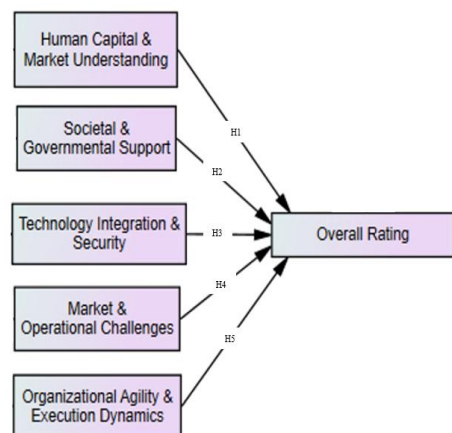 Human Capital &
Market Understanding
H1
Societal &
Governmental Support
H2
Technology Integration &
Security
H3
Overall Rating
Market &
Operational Challenges
H4
H5
Organizational Agility &
Execution Dynamics